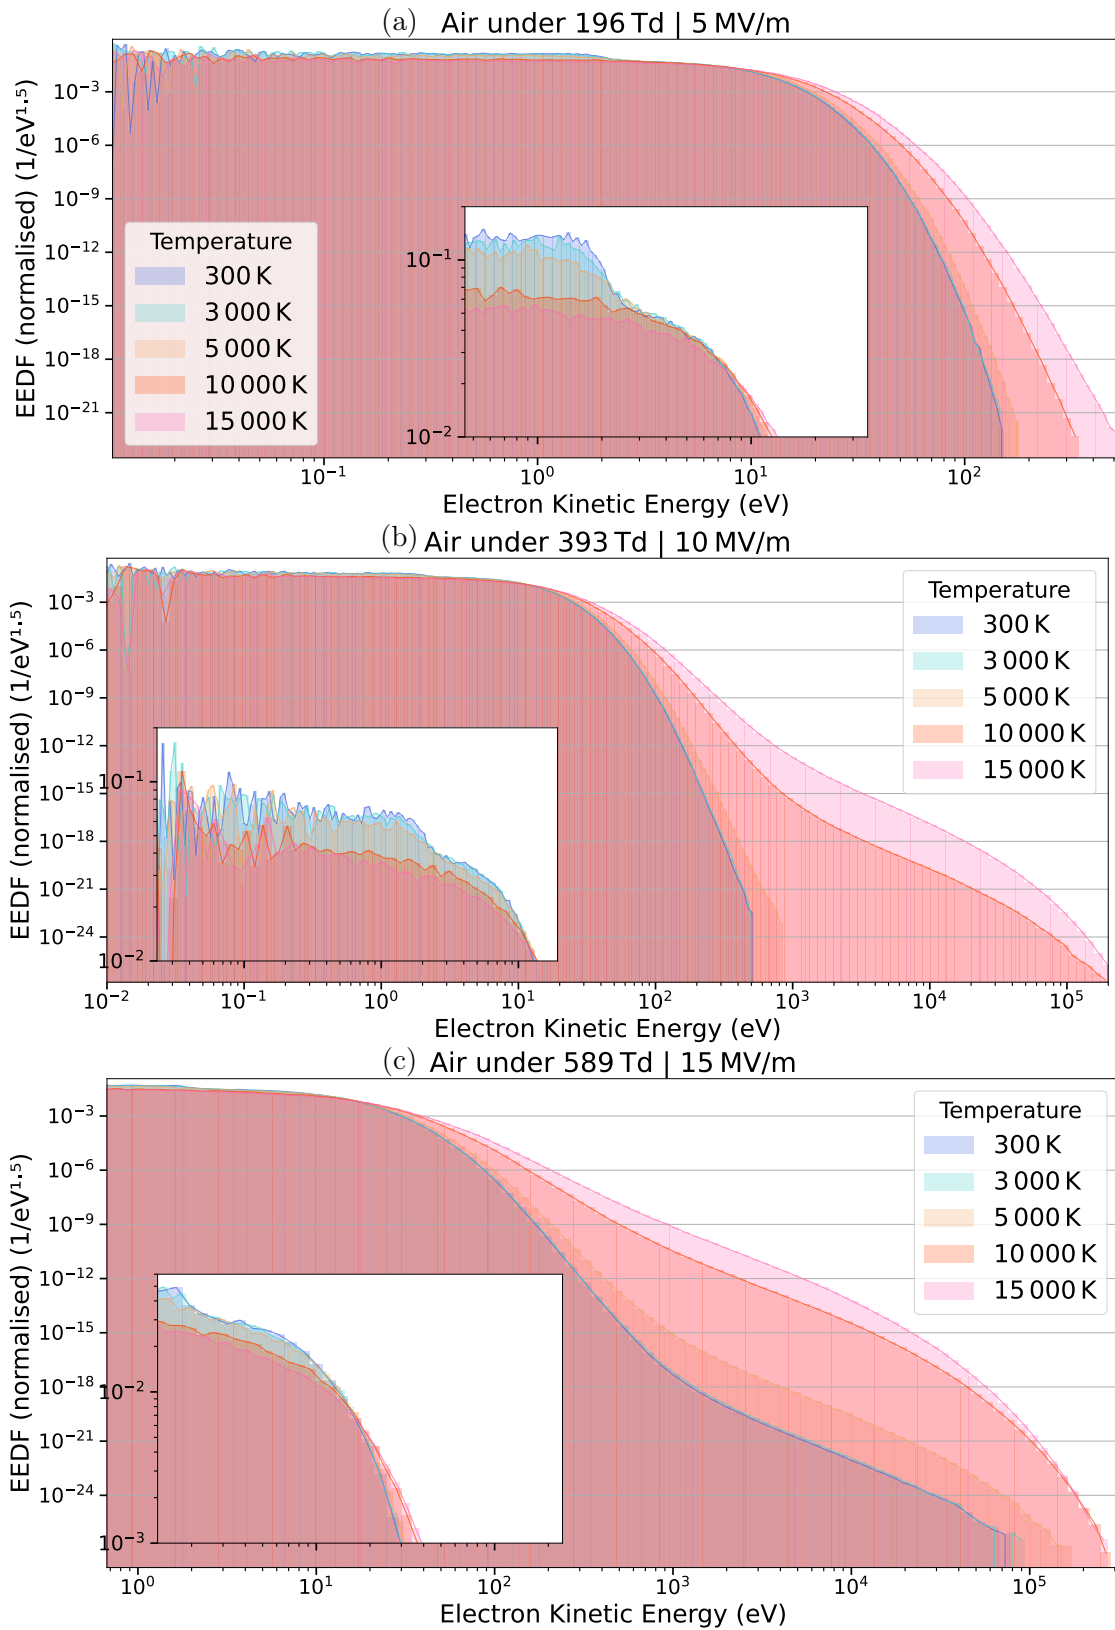 (a) Air under 196 Td | 5 MV/m
EEDF (normalised) (1/eV¹·⁵)
10⁻³
10⁻⁶
10⁻⁹
10⁻¹²
10⁻¹⁵
10⁻¹⁸
10⁻²¹
Temperature
300 K
3 000 K
5 000 K
10 000 K
15 000 K
10⁻¹
10⁻²
10⁻¹ 10⁰ 10¹ 10²
Electron Kinetic Energy (eV)
(b) Air under 393 Td | 10 MV/m
EEDF (normalised) (1/eV¹·⁵)
10⁻³
10⁻⁶
10⁻⁹
10⁻¹²
10⁻¹⁵
10⁻¹⁸
10⁻²¹
10⁻²⁴
Temperature
300 K
3 000 K
5 000 K
10 000 K
15 000 K
10⁻¹
10⁻²
10⁻² 10⁻¹ 10⁰ 10¹ 10² 10³ 10⁴ 10⁵
Electron Kinetic Energy (eV)
(c) Air under 589 Td | 15 MV/m
EEDF (normalised) (1/eV¹·⁵)
10⁻³
10⁻⁶
10⁻⁹
10⁻¹²
10⁻¹⁵
10⁻¹⁸
10⁻²¹
10⁻²⁴
Temperature
300 K
3 000 K
5 000 K
10 000 K
15 000 K
10⁻²
10⁻³
10⁰ 10¹ 10² 10³ 10⁴ 10⁵
Electron Kinetic Energy (eV)